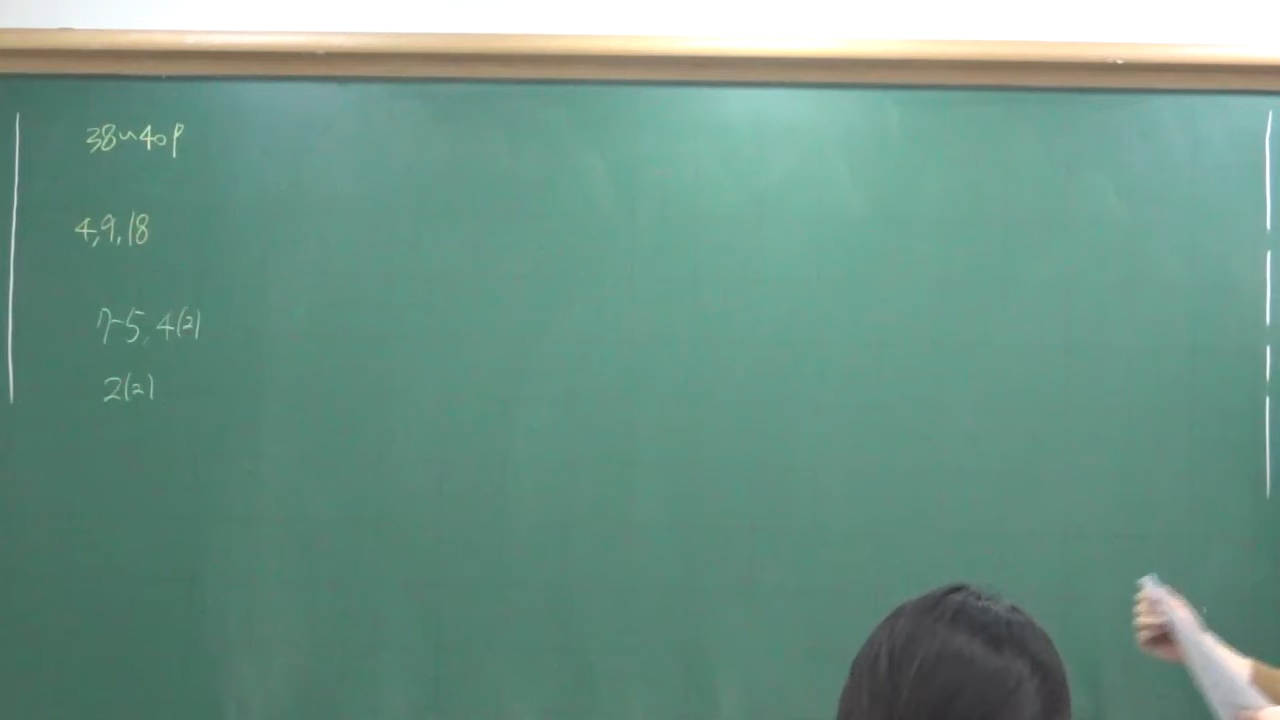 38~40p
4, 9, 18
7-5, 4(2)
2(2)